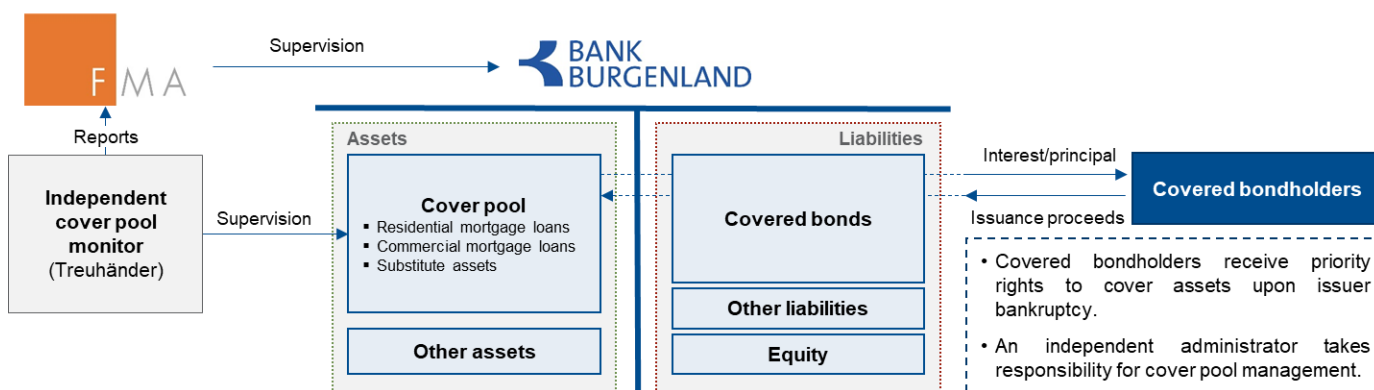 FMA
Supervision
BANK
BURGENLAND
Reports
Independent
cover pool
monitor
(Treuhänder)
Supervision
Assets
Cover pool
▪ Residential mortgage loans
▪ Commercial mortgage loans
▪ Substitute assets
Other assets
Liabilities
Covered bonds
Other liabilities
Equity
Interest/principal
Issuance proceeds
Covered bondholders
• Covered bondholders receive priority
rights to cover assets upon issuer
bankruptcy.
• An independent administrator takes
responsibility for cover pool management.